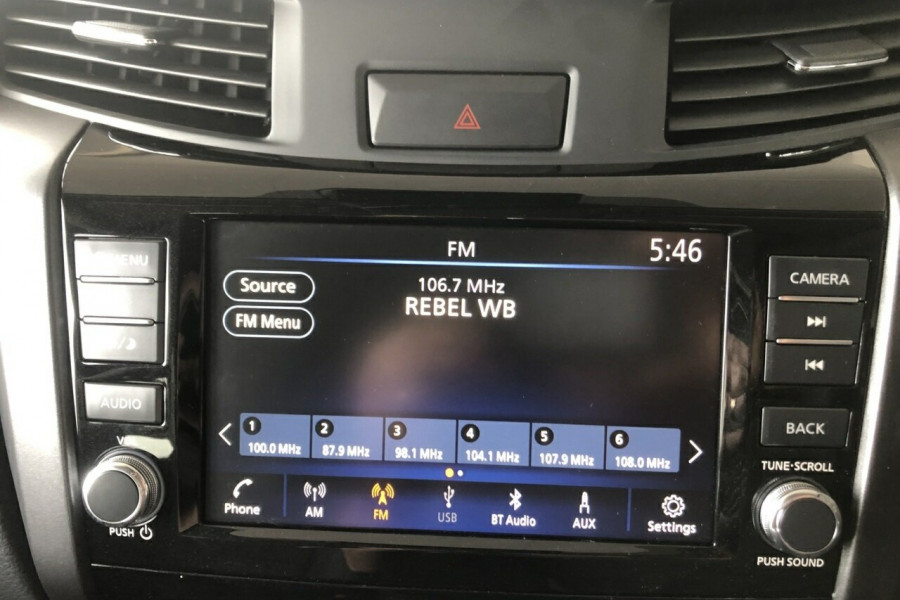 FM
5:46
MENU
CAMERA
Source
106.7 MHz
REBEL WB
FM Menu
AUDIO
BACK
1 2 3 4 5 6
100.0 MHz 87.9 MHz 98.1 MHz 104.1 MHz 107.9 MHz 108.0 MHz
TUNE·SCROLL
Phone AM FM USB BT Audio AUX Settings
PUSH
PUSH SOUND